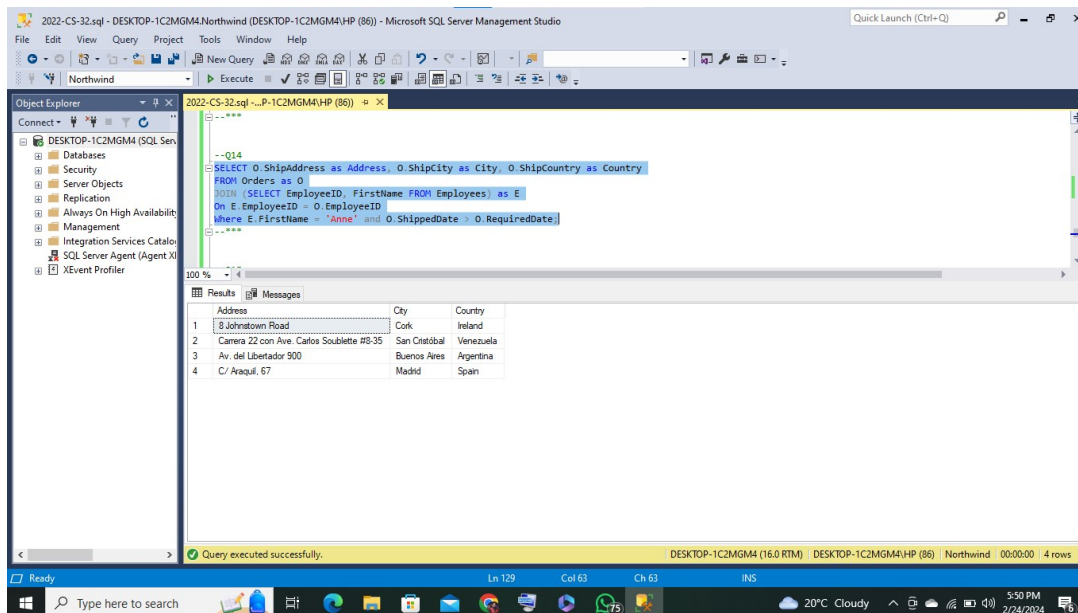 2022-CS-32.sql - DESKTOP-1C2MGM4.Northwind (DESKTOP-1C2MGM4\HP (86)) - Microsoft SQL Server Management Studio
Quick Launch (Ctrl+Q)
File Edit View Query Project Tools Window Help
New Query
Northwind
Execute
Object Explorer
2022-CS-32.sql -...P-1C2MGM4\HP (86))
Connect
DESKTOP-1C2MGM4 (SQL Serv
Databases
Security
Server Objects
Replication
Always On High Availability
Management
Integration Services Catalo
SQL Server Agent (Agent XI
XEvent Profiler
--***
--Q14
SELECT O.ShipAddress as Address, O.ShipCity as City, O.ShipCountry as Country
FROM Orders as O
JOIN (SELECT EmployeeID, FirstName FROM Employees) as E
On E.EmployeeID = O.EmployeeID
Where E.FirstName = 'Anne' and O.ShippedDate > O.RequiredDate;
--***
100 %
Results Messages
Address City Country
1 8 Johnstown Road Cork Ireland
2 Carrera 22 con Ave. Carlos Soublette #8-35 San Cristóbal Venezuela
3 Av. del Libertador 900 Buenos Aires Argentina
4 C/ Araquil, 67 Madrid Spain
Query executed successfully.
DESKTOP-1C2MGM4 (16.0 RTM) DESKTOP-1C2MGM4\HP (86) Northwind 00:00:00 4 rows
Ready Ln 129 Col 63 Ch 63 INS
Type here to search
75
20°C Cloudy
5:50 PM
2/24/2024